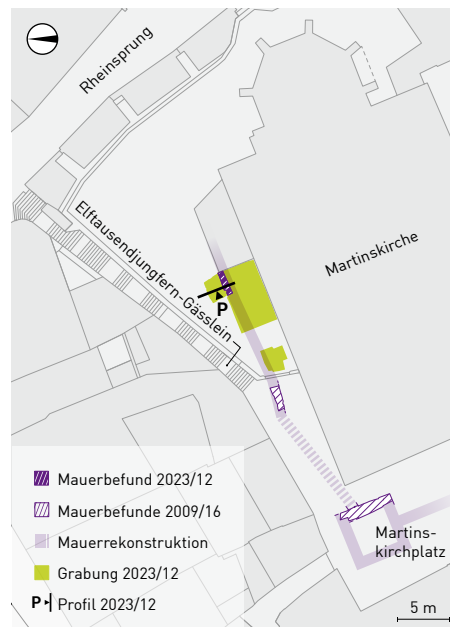 Rheinsprung
Elftausendjungfern-Gässlein
Martinskirche
P
Mauerbefund 2023/12
Mauerbefunde 2009/16
Mauerrekonstruktion
Grabung 2023/12
P Profil 2023/12
Martins-
kirchplatz
5 m